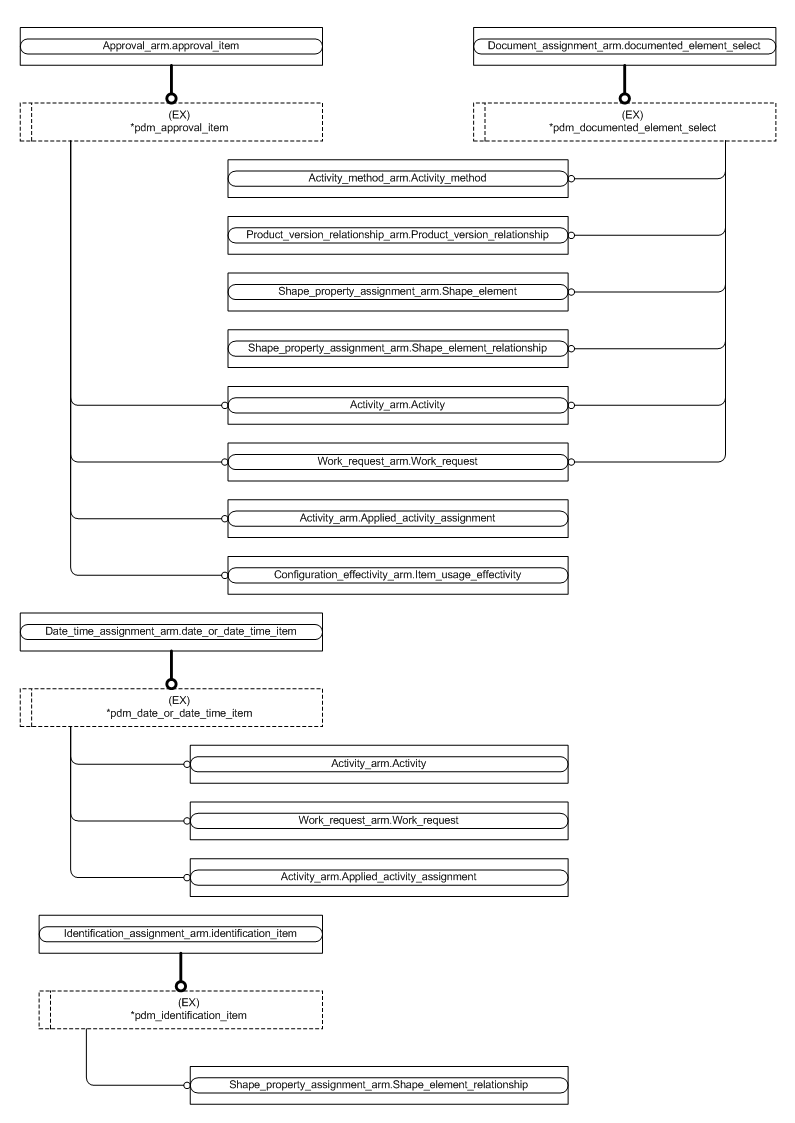 Approval_arm.approval_item
Document_assignment_arm.documented_element_select
(EX)
*pdm_approval_item
(EX)
*pdm_documented_element_select
Activity_method_arm.Activity_method
Product_version_relationship_arm.Product_version_relationship
Shape_property_assignment_arm.Shape_element
Shape_property_assignment_arm.Shape_element_relationship
Activity_arm.Activity
Work_request_arm.Work_request
Activity_arm.Applied_activity_assignment
Configuration_effectivity_arm.Item_usage_effectivity
Date_time_assignment_arm.date_or_date_time_item
(EX)
*pdm_date_or_date_time_item
Activity_arm.Activity
Work_request_arm.Work_request
Activity_arm.Applied_activity_assignment
Identification_assignment_arm.identification_item
(EX)
*pdm_identification_item
Shape_property_assignment_arm.Shape_element_relationship